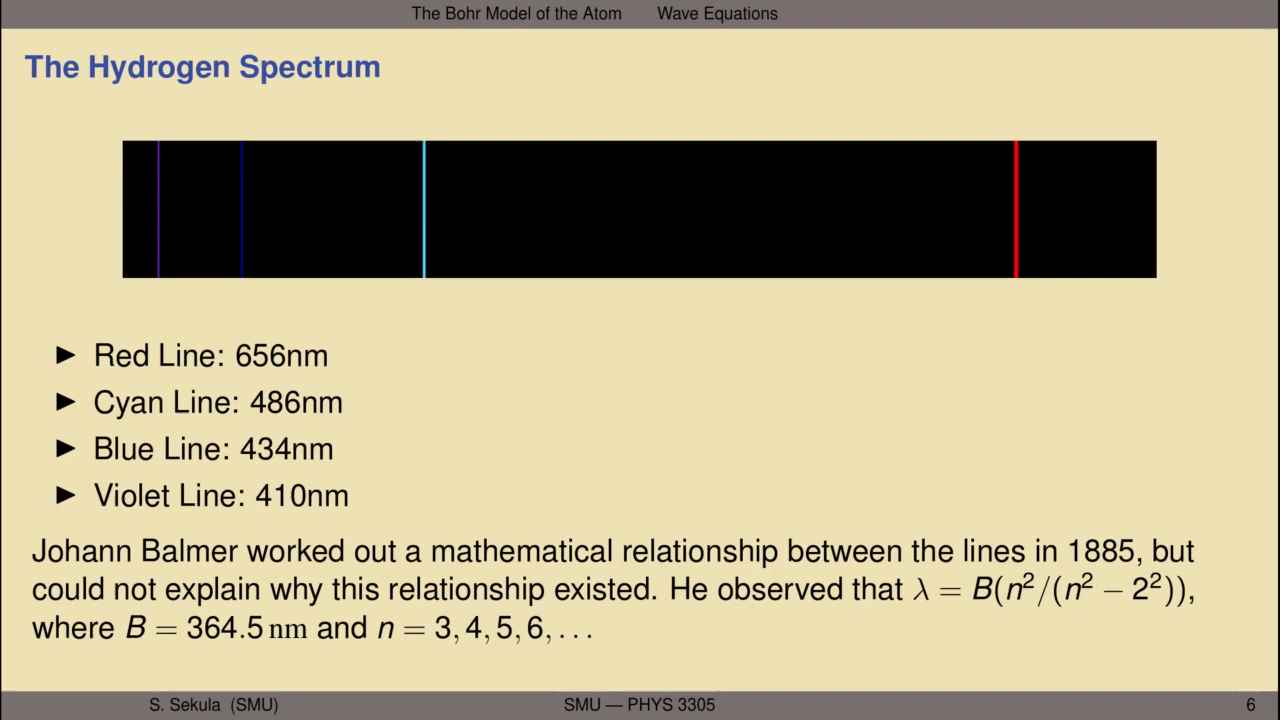 The Bohr Model of the Atom Wave Equations
The Hydrogen Spectrum
▶ Red Line: 656nm
▶ Cyan Line: 486nm
▶ Blue Line: 434nm
▶ Violet Line: 410nm
Johann Balmer worked out a mathematical relationship between the lines in 1885, but
could not explain why this relationship existed. He observed that λ = B(n²/(n² − 2²)),
where B = 364.5 nm and n = 3, 4, 5, 6, . . .
S. Sekula (SMU) SMU — PHYS 3305 6